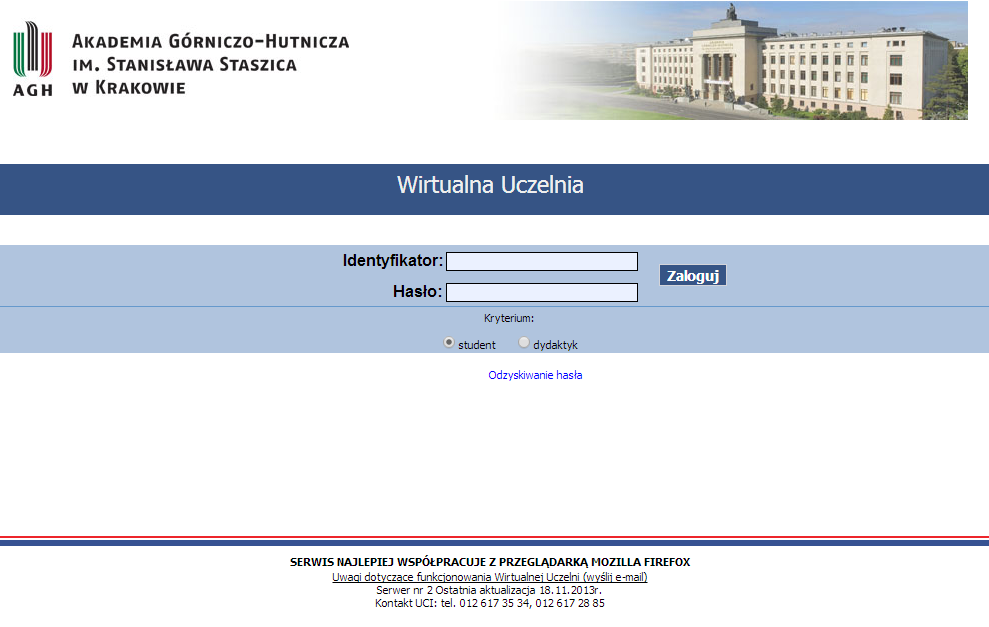 AGH
AKADEMIA GÓRNICZO-HUTNICZA
IM. STANISŁAWA STASZICA
W KRAKOWIE
Wirtualna Uczelnia
Identyfikator:
Zaloguj
Hasło:
Kryterium:
student dydaktyk
Odzyskiwanie hasła
SERWIS NAJLEPIEJ WSPÓŁPRACUJE Z PRZEGLĄDARKĄ MOZILLA FIREFOX
Uwagi dotyczące funkcjonowania Wirtualnej Uczelni (wyślij e-mail)
Serwer nr 2 Ostatnia aktualizacja 18.11.2013r.
Kontakt UCI: tel. 012 617 35 34, 012 617 28 85